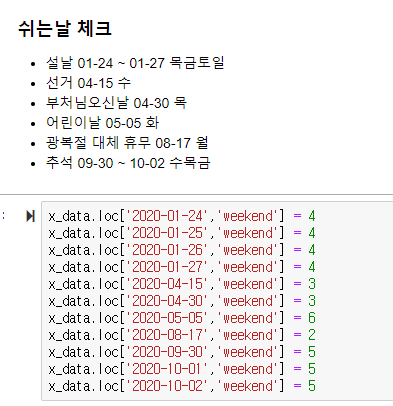 쉬는날 체크
• 설날 01-24 ~ 01-27 목금토일
• 선거 04-15 수
• 부처님오신날 04-30 목
• 어린이날 05-05 화
• 광복절 대체 휴무 08-17 월
• 추석 09-30 ~ 10-02 수목금
:
x_data.loc['2020-01-24','weekend'] = 4
x_data.loc['2020-01-25','weekend'] = 4
x_data.loc['2020-01-26','weekend'] = 4
x_data.loc['2020-01-27','weekend'] = 4
x_data.loc['2020-04-15','weekend'] = 3
x_data.loc['2020-04-30','weekend'] = 3
x_data.loc['2020-05-05','weekend'] = 6
x_data.loc['2020-08-17','weekend'] = 2
x_data.loc['2020-09-30','weekend'] = 5
x_data.loc['2020-10-01','weekend'] = 5
x_data.loc['2020-10-02','weekend'] = 5